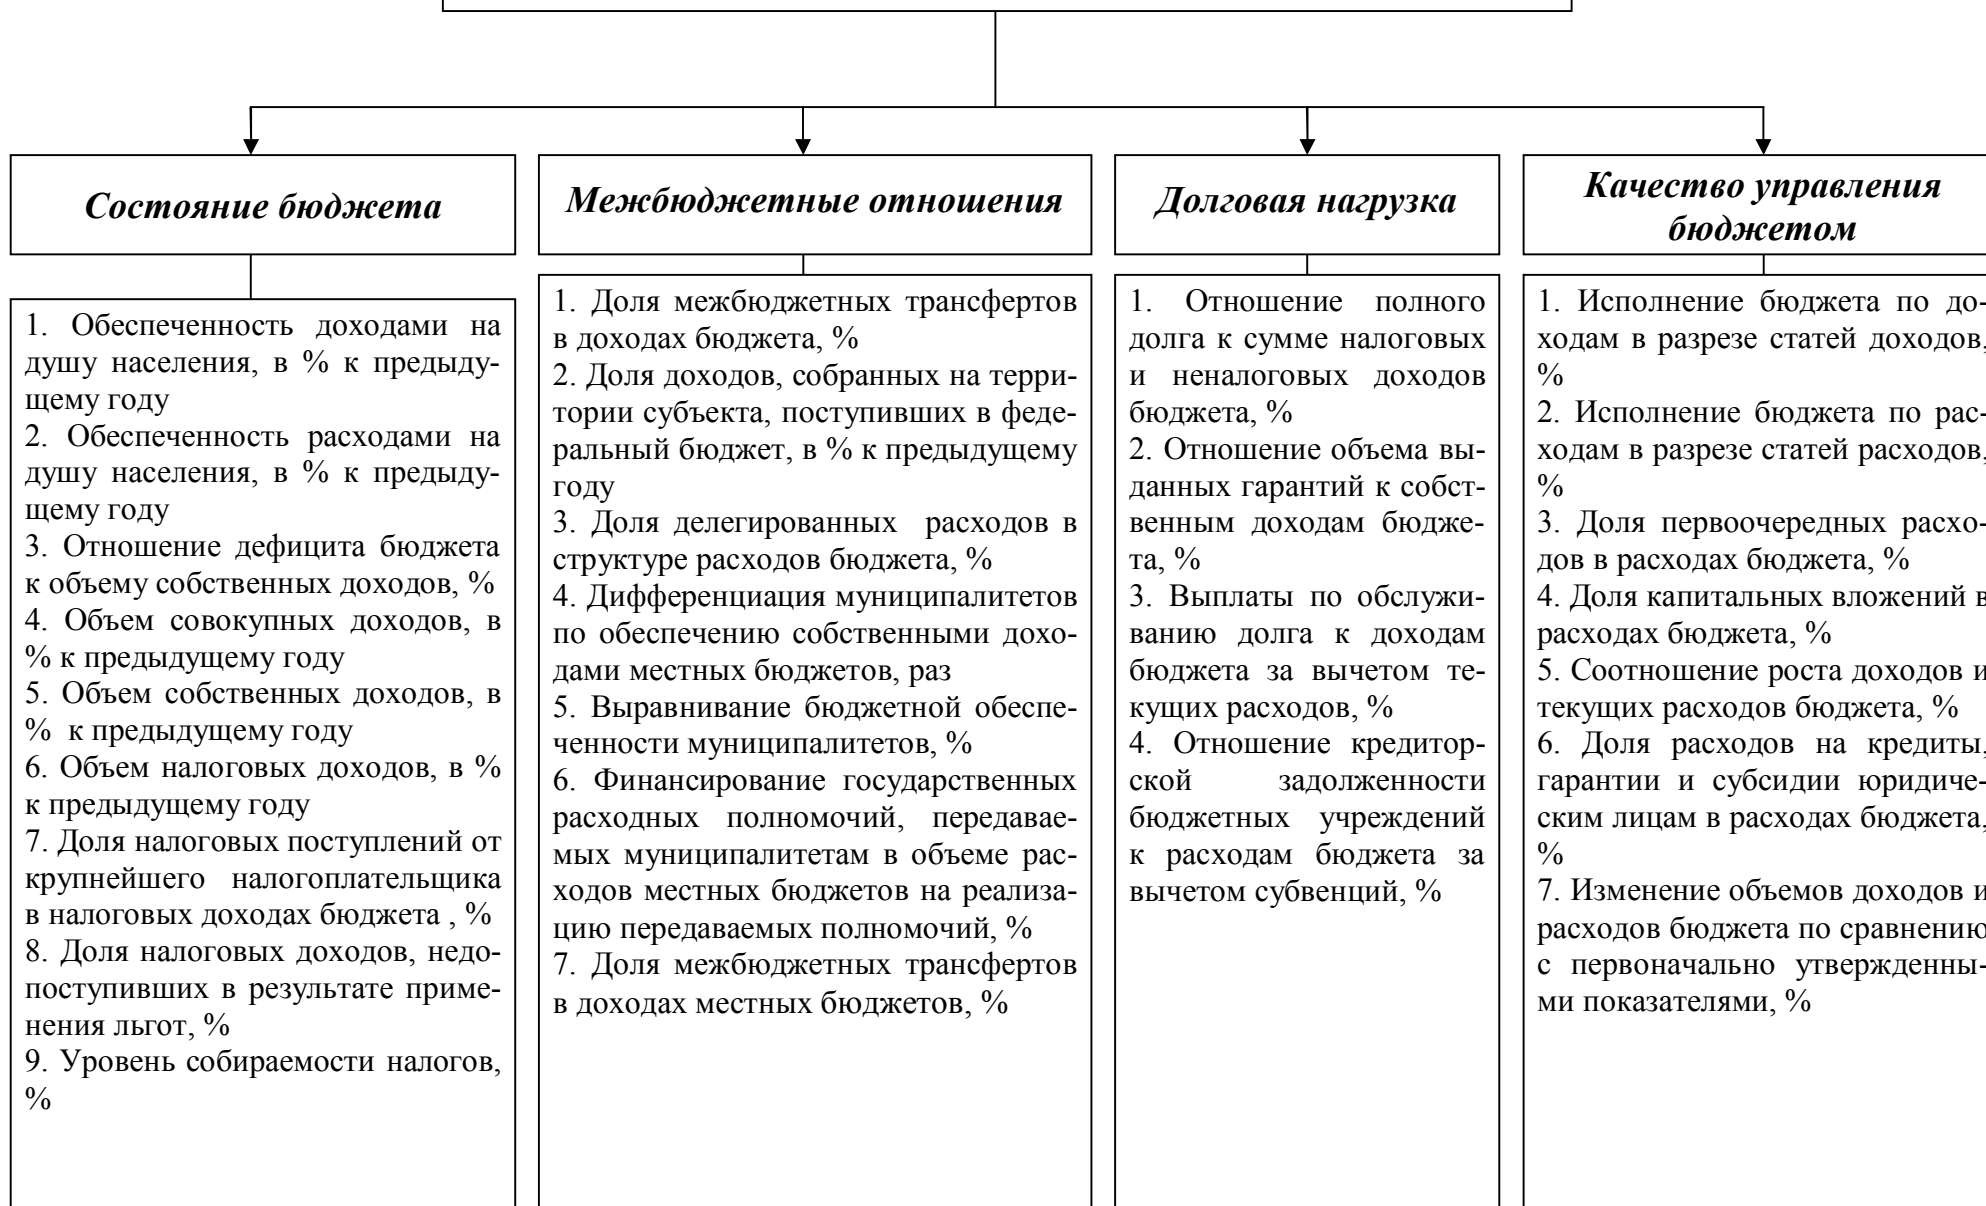 Состояние бюджета
1. Обеспеченность доходами на
душу населения, в % к предыду-
щему году
2. Обеспеченность расходами на
душу населения, в % к предыду-
щему году
3. Отношение дефицита бюджета
к объему собственных доходов, %
4. Объем совокупных доходов, в
% к предыдущему году
5. Объем собственных доходов, в
% к предыдущему году
6. Объем налоговых доходов, в %
к предыдущему году
7. Доля налоговых поступлений от
крупнейшего налогоплательщика
в налоговых доходах бюджета , %
8. Доля налоговых доходов, недо-
поступивших в результате приме-
нения льгот, %
9. Уровень собираемости налогов,
%
Межбюджетные отношения
1. Доля межбюджетных трансфертов
в доходах бюджета, %
2. Доля доходов, собранных на терри-
тории субъекта, поступивших в феде-
ральный бюджет, в % к предыдущему
году
3. Доля делегированных расходов в
структуре расходов бюджета, %
4. Дифференциация муниципалитетов
по обеспечению собственными дохо-
дами местных бюджетов, раз
5. Выравнивание бюджетной обеспе-
ченности муниципалитетов, %
6. Финансирование государственных
расходных полномочий, передавае-
мых муниципалитетам в объеме рас-
ходов местных бюджетов на реализа-
цию передаваемых полномочий, %
7. Доля межбюджетных трансфертов
в доходах местных бюджетов, %
Долговая нагрузка
1. Отношение полного
долга к сумме налоговых
и неналоговых доходов
бюджета, %
2. Отношение объема вы-
данных гарантий к собст-
венным доходам бюдже-
та, %
3. Выплаты по обслужи-
ванию долга к доходам
бюджета за вычетом те-
кущих расходов, %
4. Отношение кредитор-
ской задолженности
бюджетных учреждений
к расходам бюджета за
вычетом субвенций, %
Качество управления
бюджетом
1. Исполнение бюджета по до-
ходам в разрезе статей доходов,
%
2. Исполнение бюджета по рас-
ходам в разрезе статей расходов,
%
3. Доля первоочередных расхо-
дов в расходах бюджета, %
4. Доля капитальных вложений в
расходах бюджета, %
5. Соотношение роста доходов и
текущих расходов бюджета, %
6. Доля расходов на кредиты,
гарантии и субсидии юридиче-
ским лицам в расходах бюджета,
%
7. Изменение объемов доходов и
расходов бюджета по сравнению
с первоначально утвержденны-
ми показателями, %